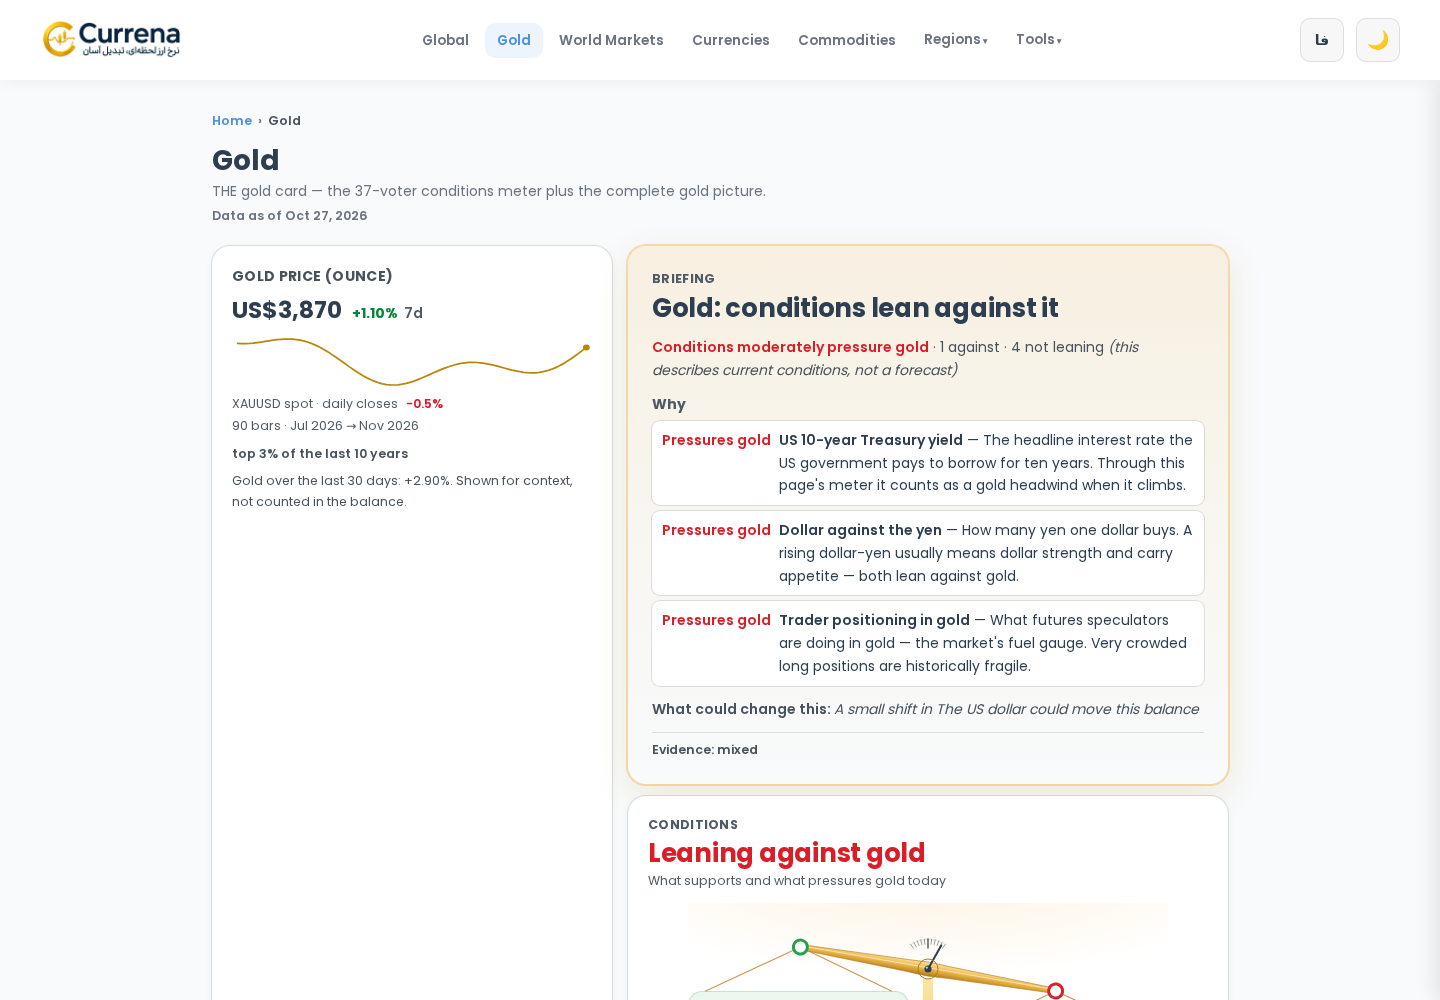 Currena
نرخ ارز لحظه‌ای، تبدیل آسان
Global
Gold
World Markets
Currencies
Commodities
Regions ▾
Tools ▾
فا
Home › Gold
Gold
THE gold card — the 37-voter conditions meter plus the complete gold picture.
Data as of Oct 27, 2026
GOLD PRICE (OUNCE)
US$3,870 +1.10% 7d
XAUUSD spot · daily closes -0.5%
90 bars · Jul 2026 → Nov 2026
top 3% of the last 10 years
Gold over the last 30 days: +2.90%. Shown for context,
not counted in the balance.
BRIEFING
Gold: conditions lean against it
Conditions moderately pressure gold · 1 against · 4 not leaning (this
describes current conditions, not a forecast)
Why
Pressures gold US 10-year Treasury yield — The headline interest rate the
US government pays to borrow for ten years. Through this
page's meter it counts as a gold headwind when it climbs.
Pressures gold Dollar against the yen — How many yen one dollar buys. A
rising dollar-yen usually means dollar strength and carry
appetite — both lean against gold.
Pressures gold Trader positioning in gold — What futures speculators
are doing in gold — the market's fuel gauge. Very crowded
long positions are historically fragile.
What could change this: A small shift in The US dollar could move this balance
Evidence: mixed
CONDITIONS
Leaning against gold
What supports and what pressures gold today